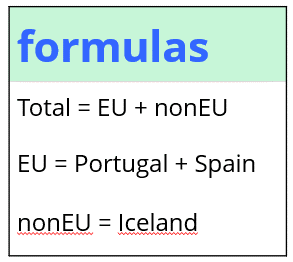 formulas
Total = EU + nonEU
EU = Portugal + Spain
nonEU = Iceland